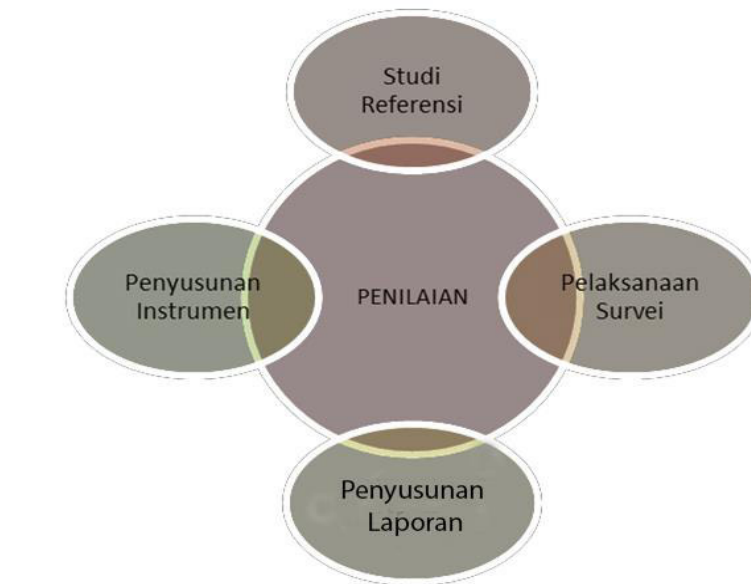 Studi
Referensi
Penyusunan
Instrumen
PENILAIAN
Pelaksanaan
Survei
Penyusunan
Laporan